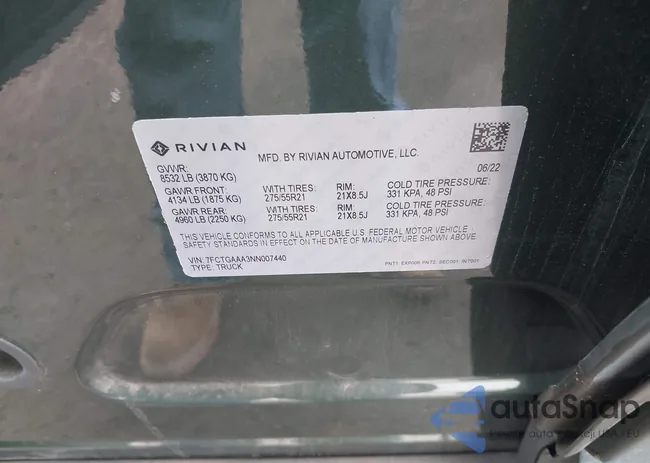 RIVIAN
MFD. BY RIVIAN AUTOMOTIVE, LLC.
06/22
GVWR:
8532 LB (3870 KG)
GAWR FRONT: WITH TIRES: RIM: COLD TIRE PRESSURE:
4134 LB (1875 KG) 275/55R21 21X8.5J 331 KPA, 48 PSI
GAWR REAR: WITH TIRES: RIM: COLD TIRE PRESSURE:
4960 LB (2250 KG) 275/55R21 21X8.5J 331 KPA, 48 PSI
THIS VEHICLE CONFORMS TO ALL APPLICABLE U.S. FEDERAL MOTOR VEHICLE
SAFETY STANDARDS IN EFFECT ON THE DATE OF MANUFACTURE SHOWN ABOVE.
VIN: 7FCTGAAA3NN007440
TYPE: TRUCK
autoSnap